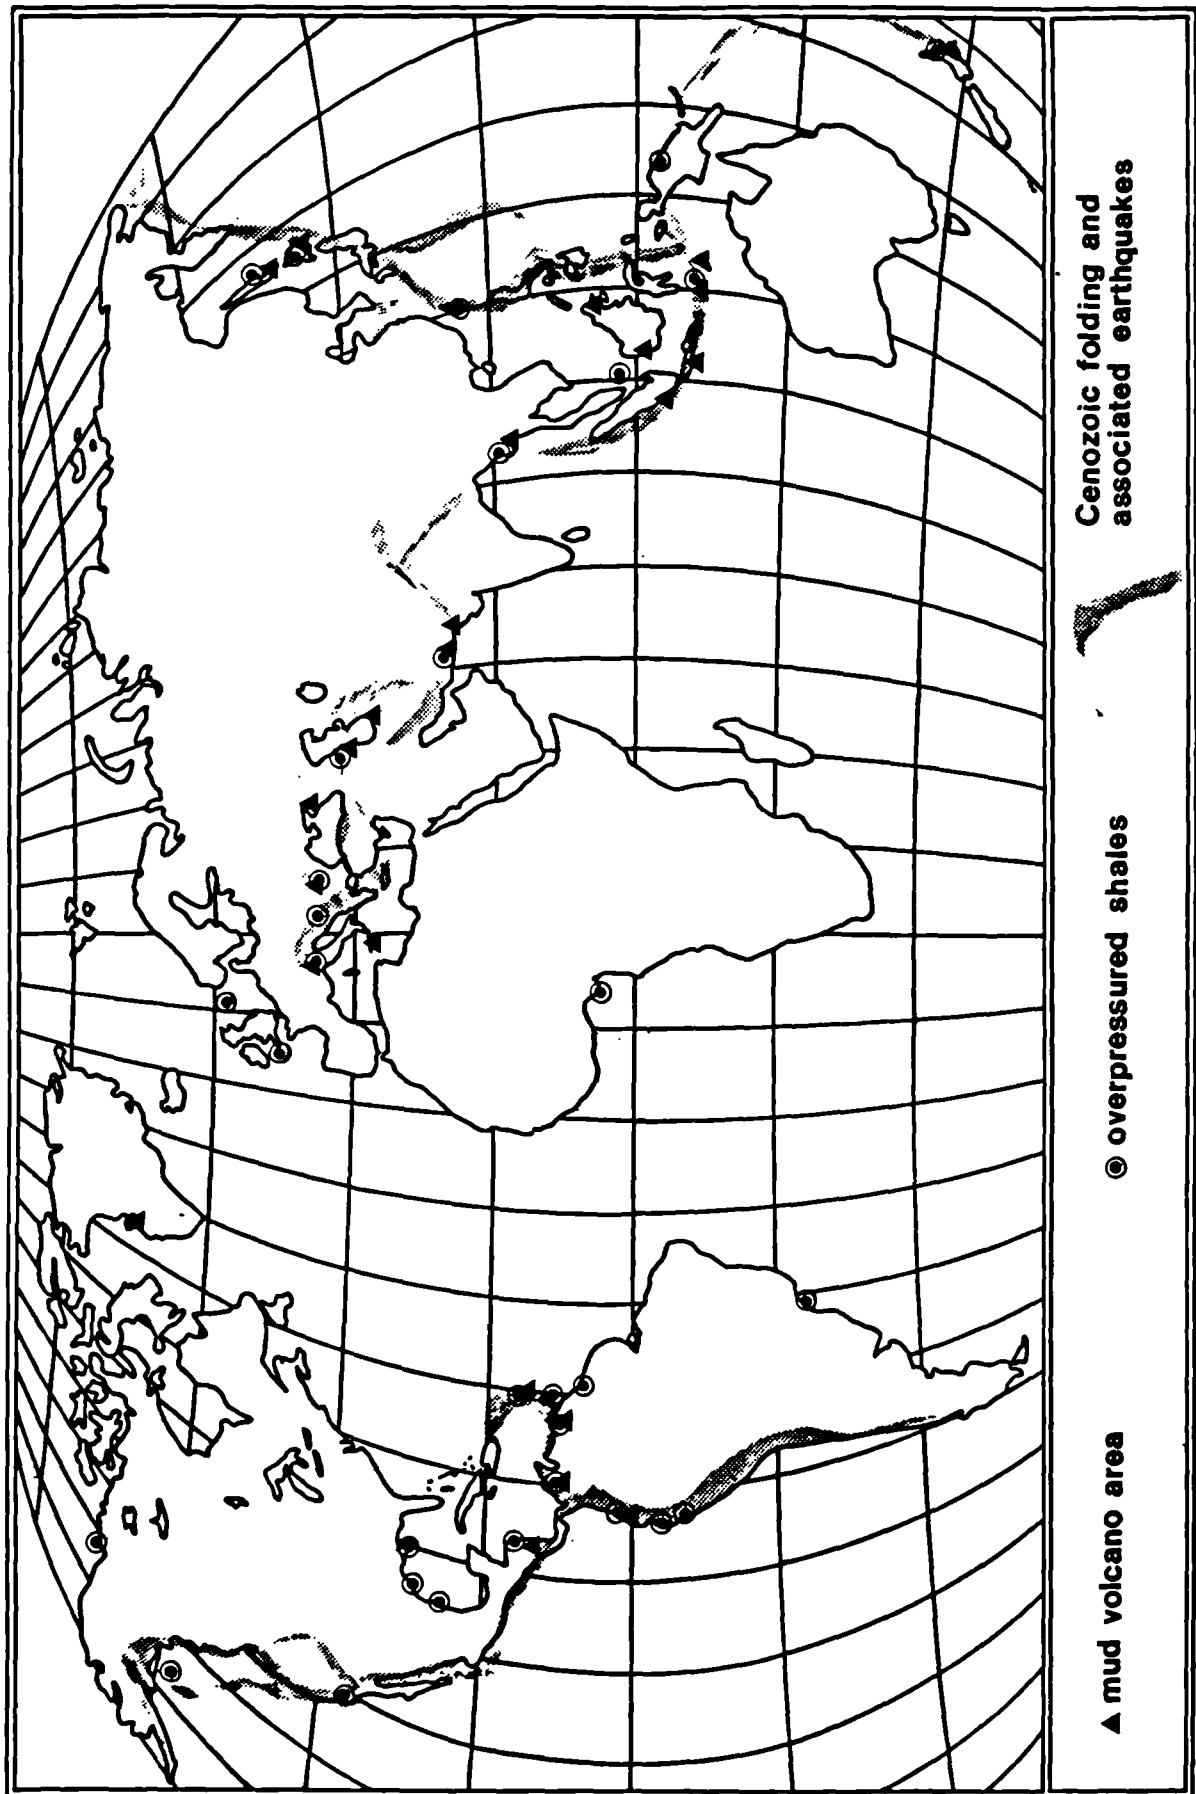 ▲ mud volcano area
◉ overpressured shales
Cenozoic folding and
associated earthquakes